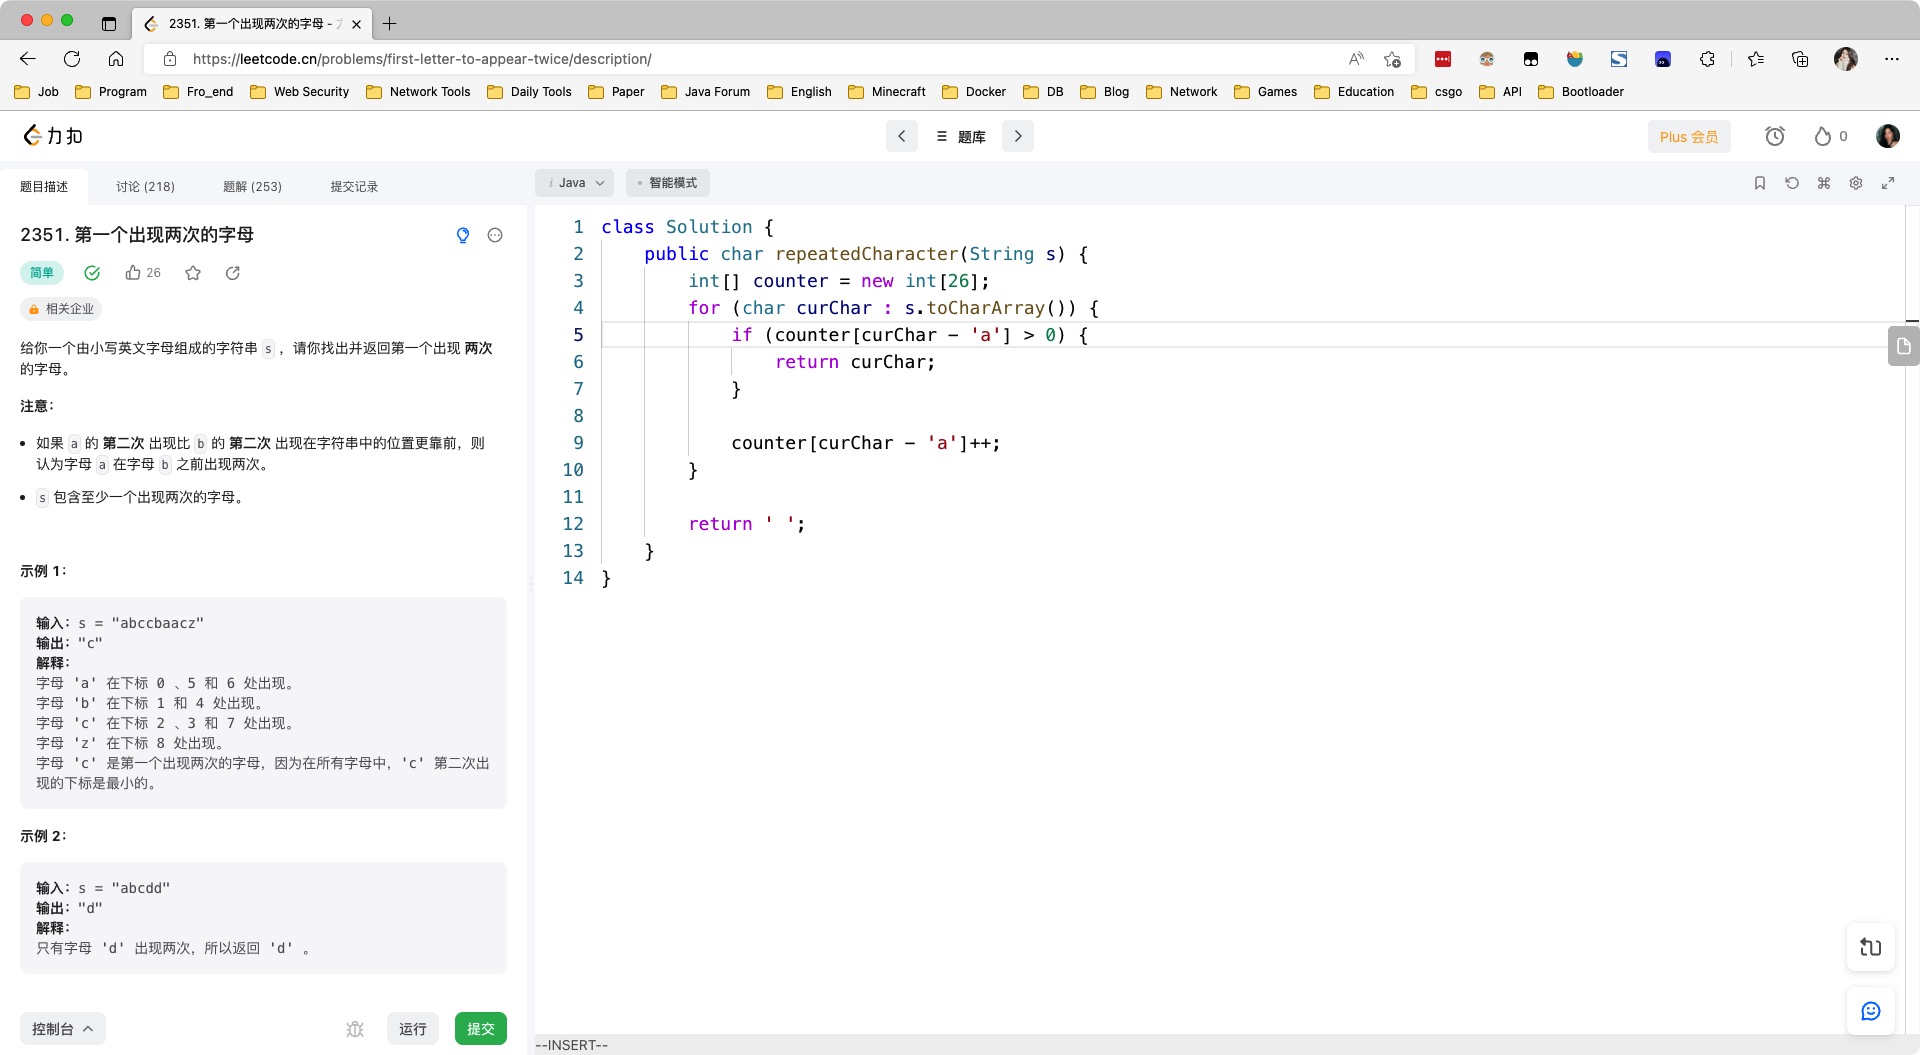 2351. 第一个出现两次的字母 -
https://leetcode.cn/problems/first-letter-to-appear-twice/description/
Job Program Fro_end Web Security Network Tools Daily Tools Paper Java Forum English Minecraft Docker DB Blog Network Games Education csgo API Bootloader
力扣 题库 Plus 会员 0
题目描述 讨论 (218) 题解 (253) 提交记录
2351. 第一个出现两次的字母
简单 26
相关企业
给你一个由小写英文字母组成的字符串 s ，请你找出并返回第一个出现 两次
的字母。
注意：
• 如果 a 的 第二次 出现比 b 的 第二次 出现在字符串中的位置更靠前，则
认为字母 a 在字母 b 之前出现两次。
• s 包含至少一个出现两次的字母。
示例 1：
输入：s = "abccbaacz"
输出："c"
解释：
字母 'a' 在下标 0 、5 和 6 处出现。
字母 'b' 在下标 1 和 4 处出现。
字母 'c' 在下标 2 、3 和 7 处出现。
字母 'z' 在下标 8 处出现。
字母 'c' 是第一个出现两次的字母，因为在所有字母中，'c' 第二次出
现的下标是最小的。
示例 2：
输入：s = "abcdd"
输出："d"
解释：
只有字母 'd' 出现两次，所以返回 'd' 。
控制台 运行 提交
i Java 智能模式
1 class Solution {
2     public char repeatedCharacter(String s) {
3         int[] counter = new int[26];
4         for (char curChar : s.toCharArray()) {
5             if (counter[curChar - 'a'] > 0) {
6                 return curChar;
7             }
8
9             counter[curChar - 'a']++;
10         }
11
12         return ' ';
13     }
14 }
--INSERT--